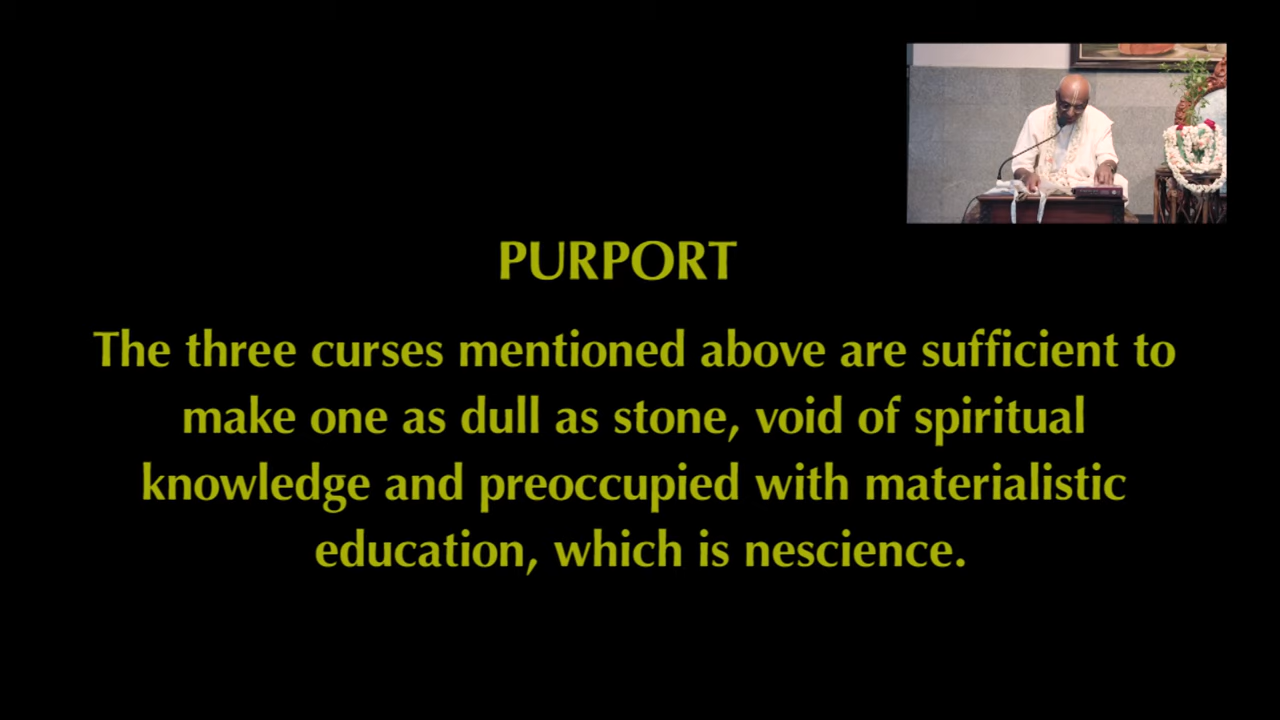 PURPORT
The three curses mentioned above are sufficient to
make one as dull as stone, void of spiritual
knowledge and preoccupied with materialistic
education, which is nescience.